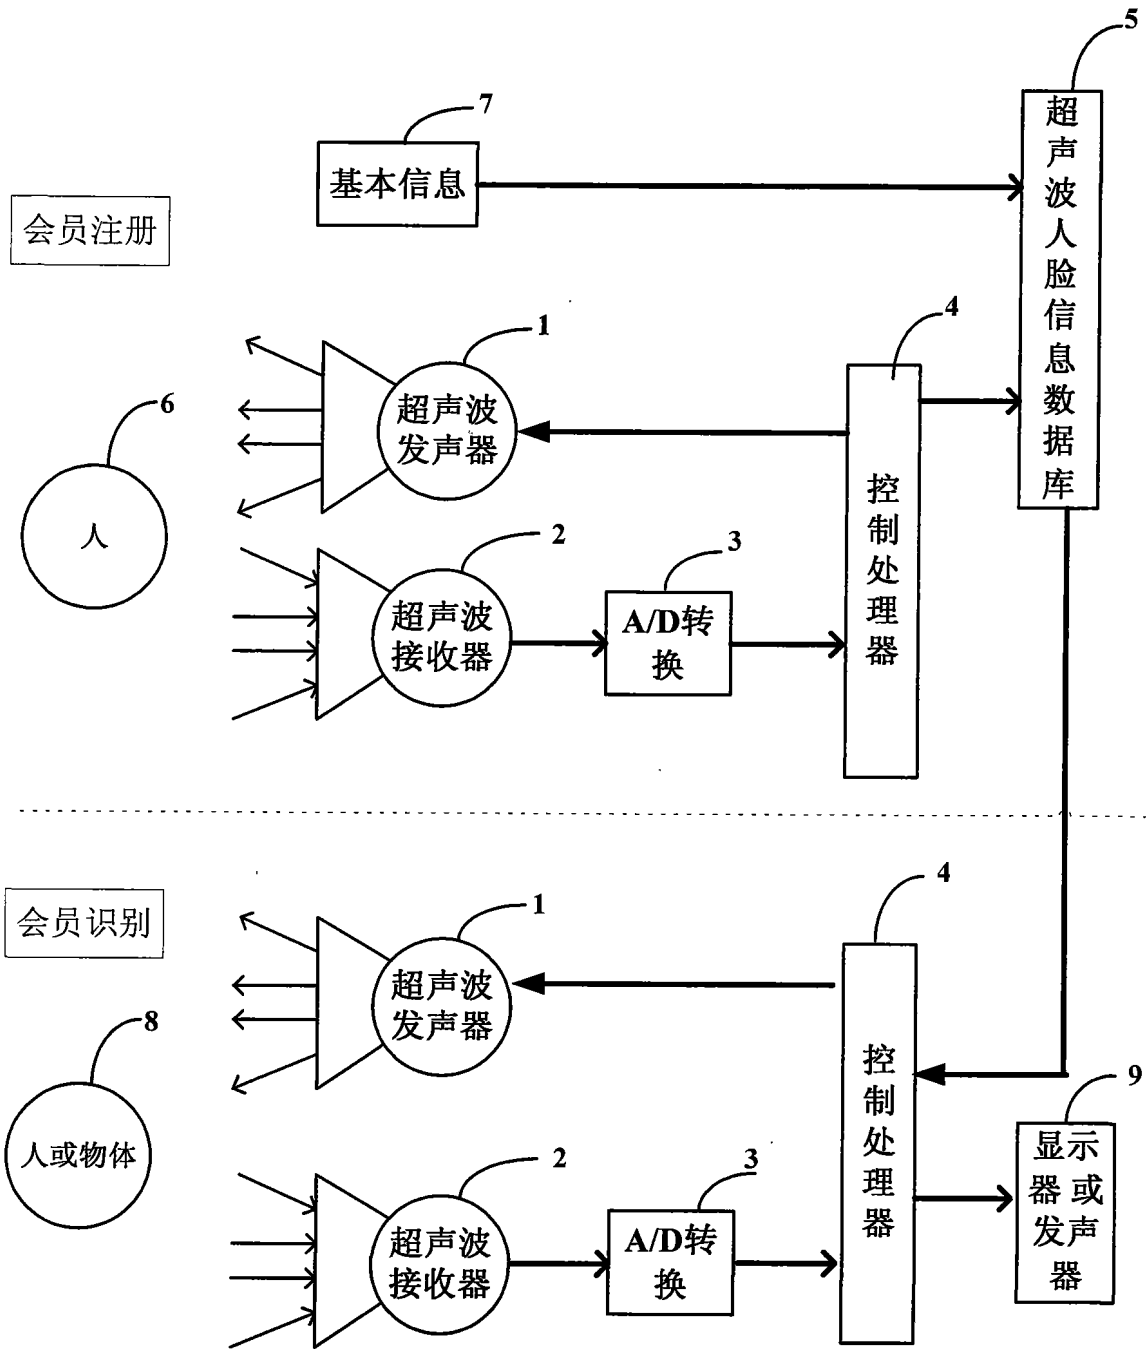 5
超
声
波
人
脸
信
息
数
据
库
7
基本信息
会员注册
1
超声波
发声器
4
控
制
处
理
器
6
人
2
超声波
接收器
3
A/D转
换
会员识别
1
超声波
发声器
4
控
制
处
理
器
8
人或物体
2
超声波
接收器
3
A/D转
换
9
显示
器或
发声
器